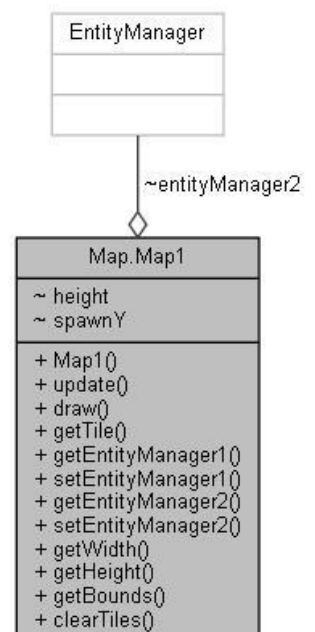 EntityManager
~entityManager2
Map.Map1
~ height
~ spawnY
+ Map1()
+ update()
+ draw()
+ getTile()
+ getEntityManager1()
+ setEntityManager1()
+ getEntityManager2()
+ setEntityManager2()
+ getWidth()
+ getHeight()
+ getBounds()
+ clearTiles()